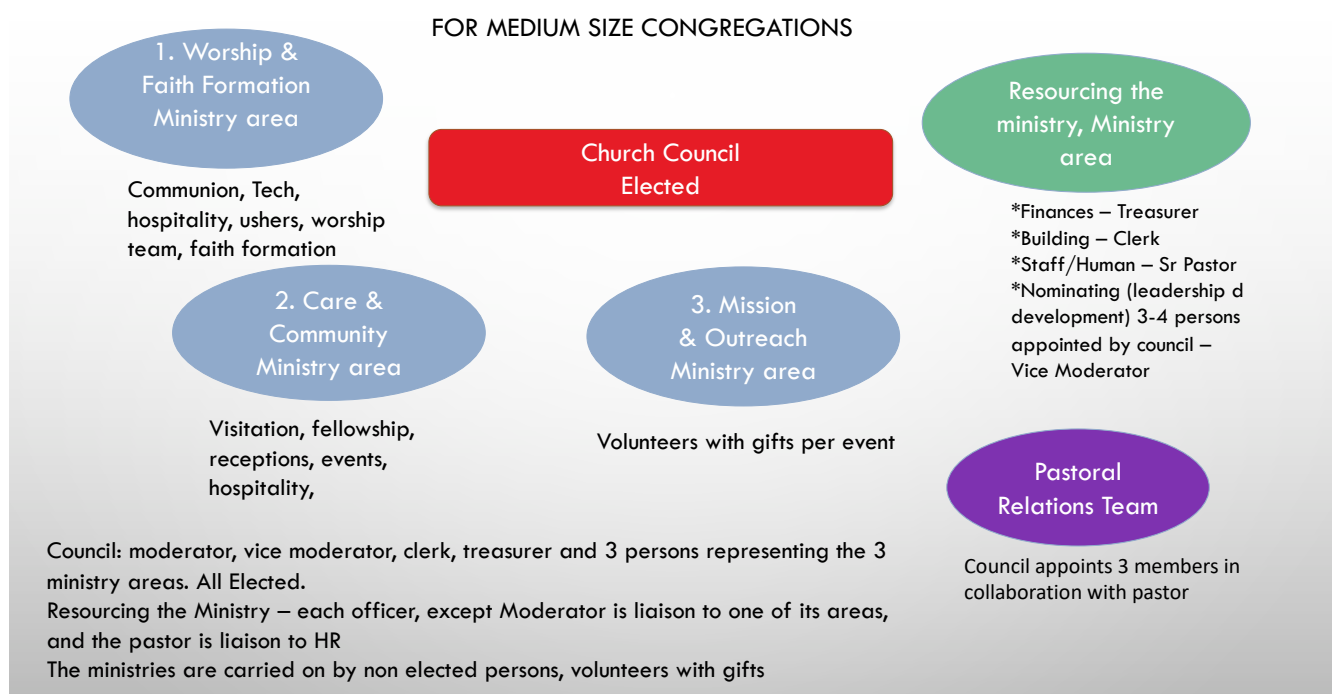 FOR MEDIUM SIZE CONGREGATIONS
1. Worship &
Faith Formation
Ministry area
Communion, Tech,
hospitality, ushers, worship
team, faith formation
Church Council
Elected
Resourcing the
ministry, Ministry
area
*Finances – Treasurer
*Building – Clerk
*Staff/Human – Sr Pastor
*Nominating (leadership d
development) 3-4 persons
appointed by council –
Vice Moderator
2. Care &
Community
Ministry area
Visitation, fellowship,
receptions, events,
hospitality,
3. Mission
& Outreach
Ministry area
Volunteers with gifts per event
Pastoral
Relations Team
Council appoints 3 members in
collaboration with pastor
Council: moderator, vice moderator, clerk, treasurer and 3 persons representing the 3
ministry areas. All Elected.
Resourcing the Ministry – each officer, except Moderator is liaison to one of its areas,
and the pastor is liaison to HR
The ministries are carried on by non elected persons, volunteers with gifts